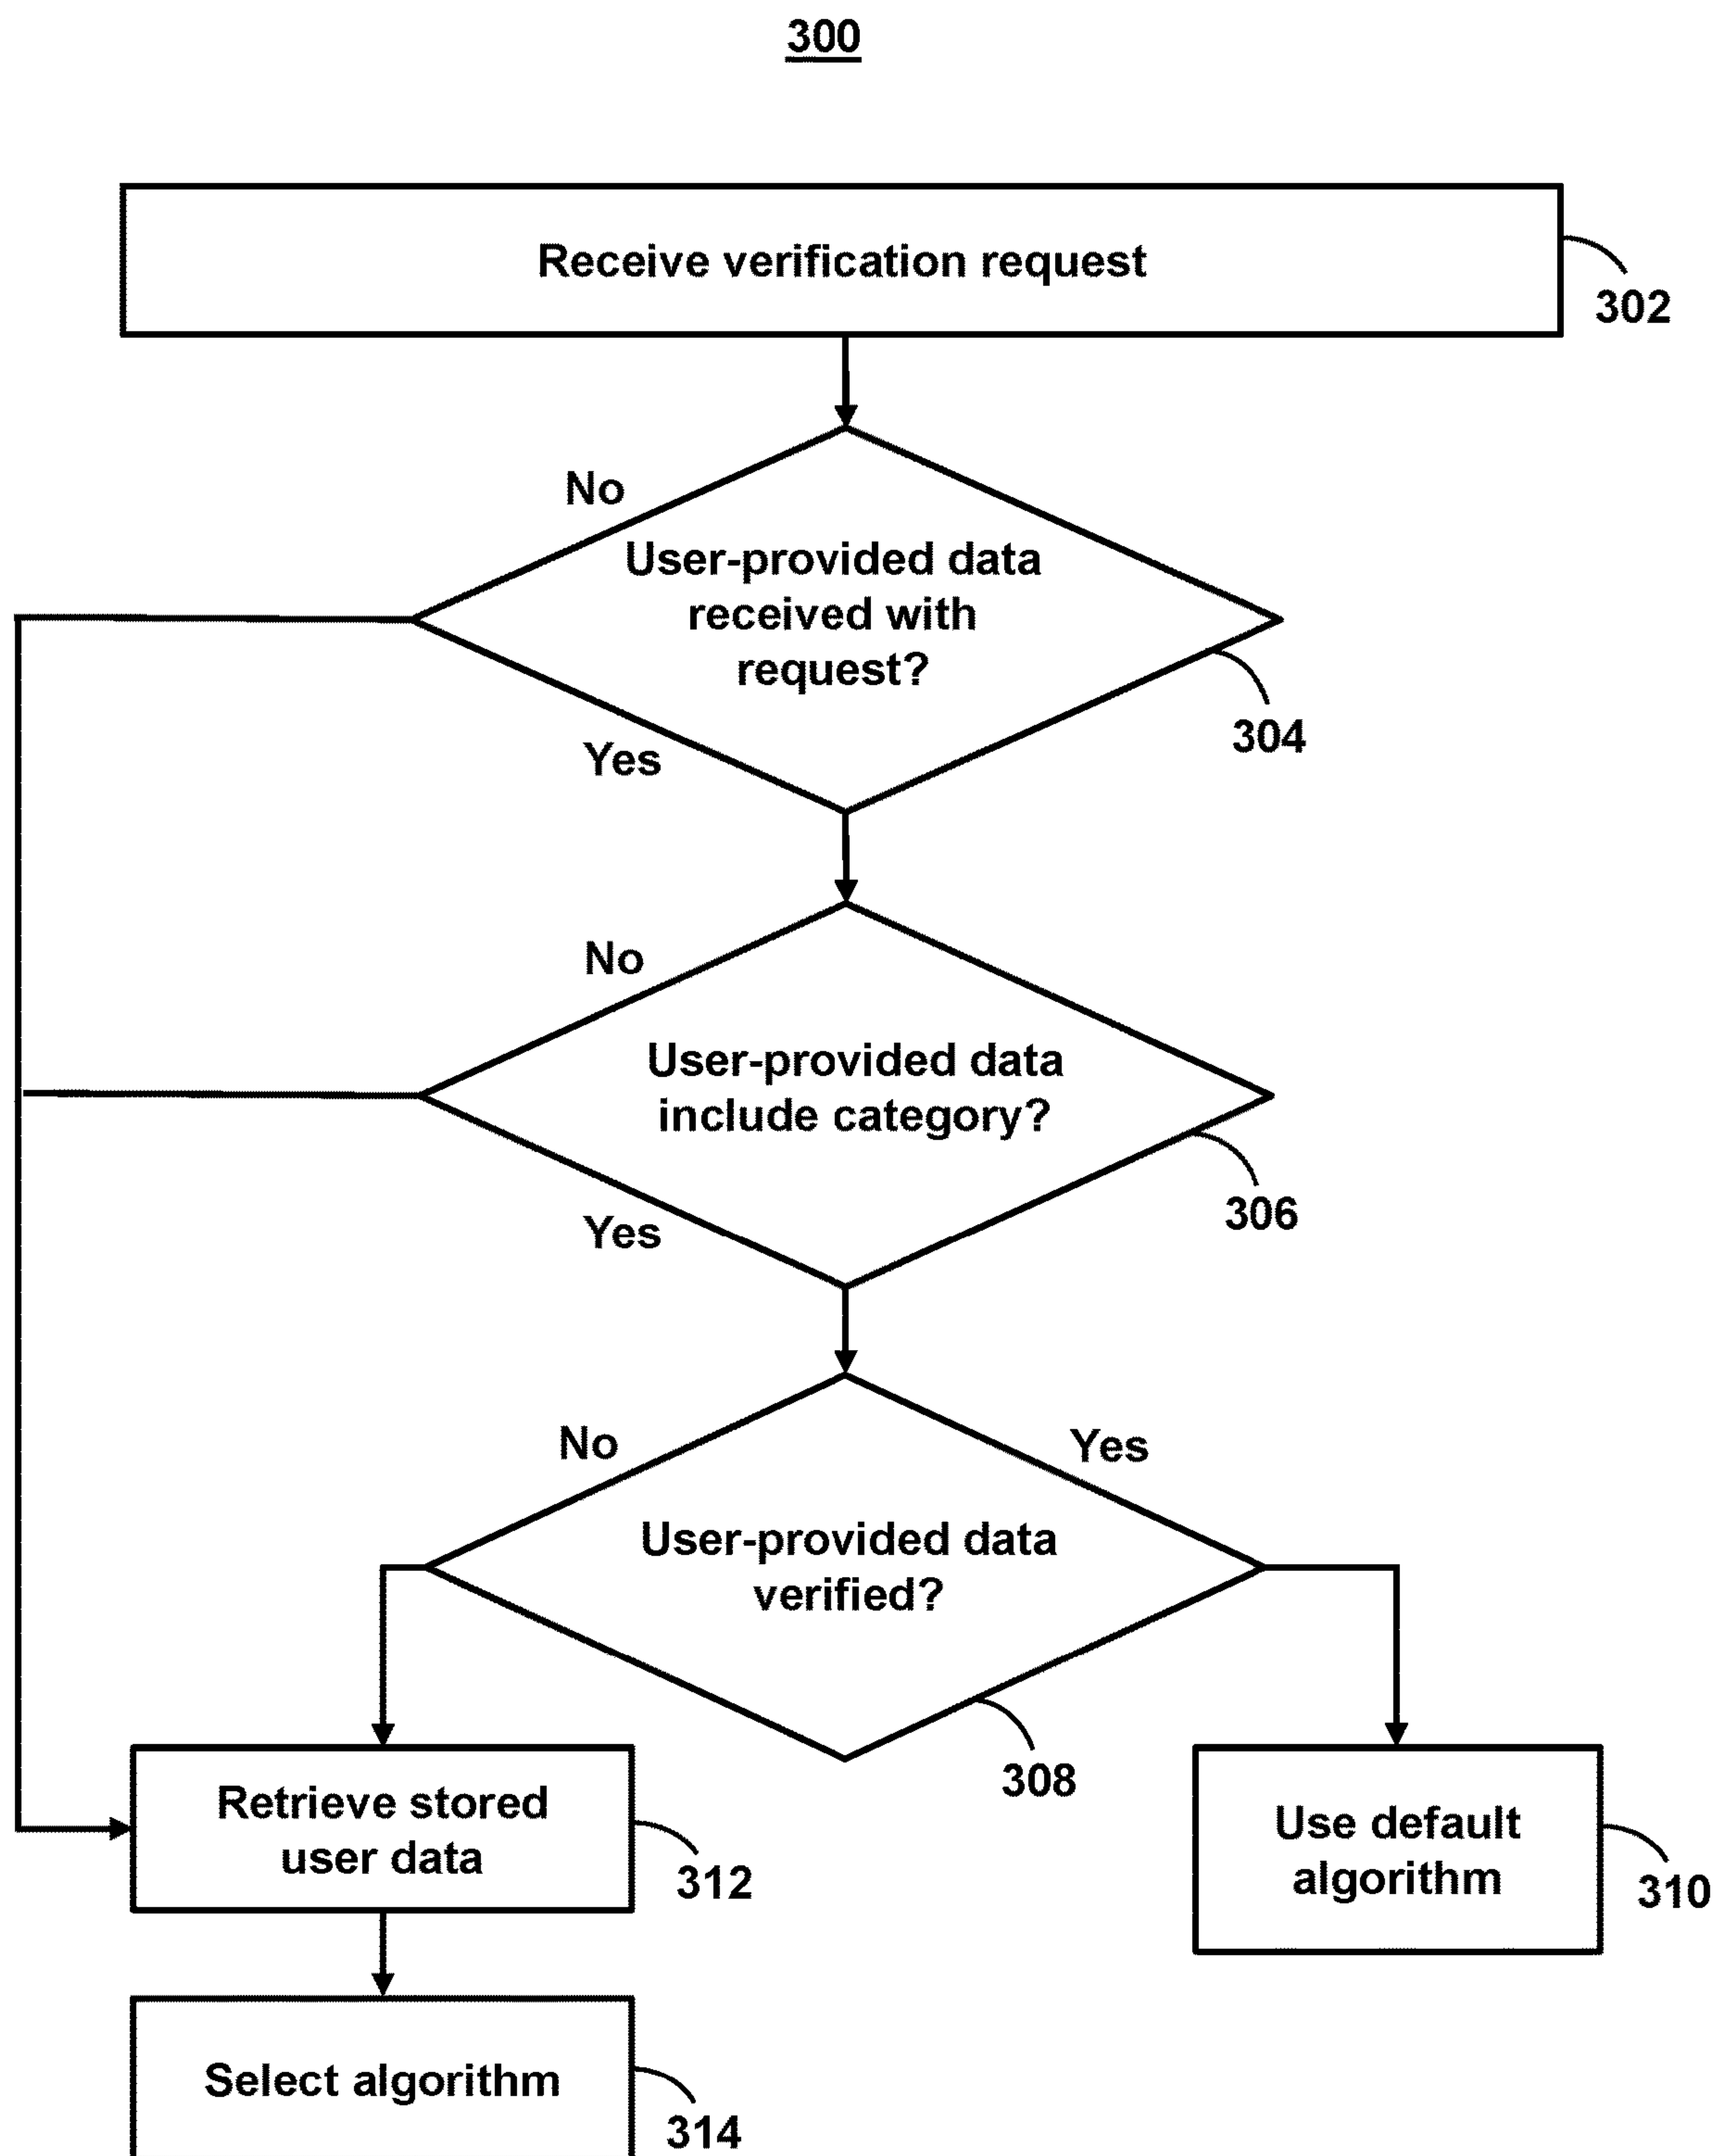 300
Receive verification request
302
No
User-provided data
received with
request?
Yes
304
No
User-provided data
include category?
Yes
306
No
Yes
User-provided data
verified?
308
Retrieve stored
user data
312
Use default
algorithm
310
Select algorithm
314